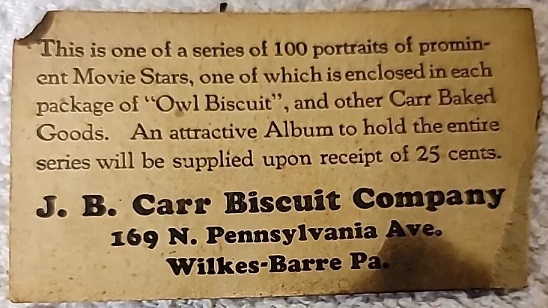 This is one of a series of 100 portraits of promin-
ent Movie Stars, one of which is enclosed in each
package of “Owl Biscuit”, and other Carr Baked
Goods. An attractive Album to hold the entire
series will be supplied upon receipt of 25 cents.
J. B. Carr Biscuit Company
169 N. Pennsylvania Ave.
Wilkes-Barre Pa.